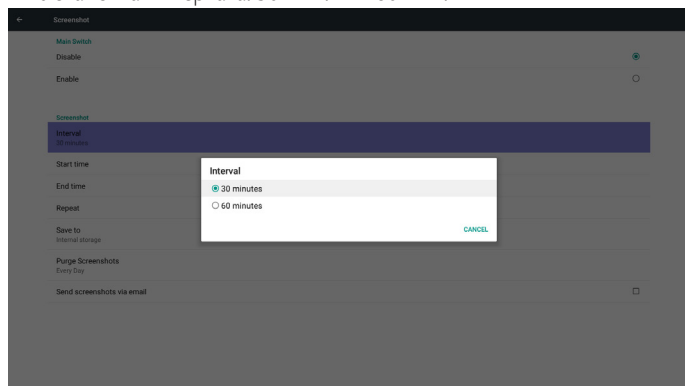 Screenshot
Main Switch
Disable
Enable
Screenshot
Interval
30 minutes
Start time
End time
Repeat
Save to
Internal storage
Purge Screenshots
Every Day
Send screenshots via email
Interval
30 minutes
60 minutes
CANCEL